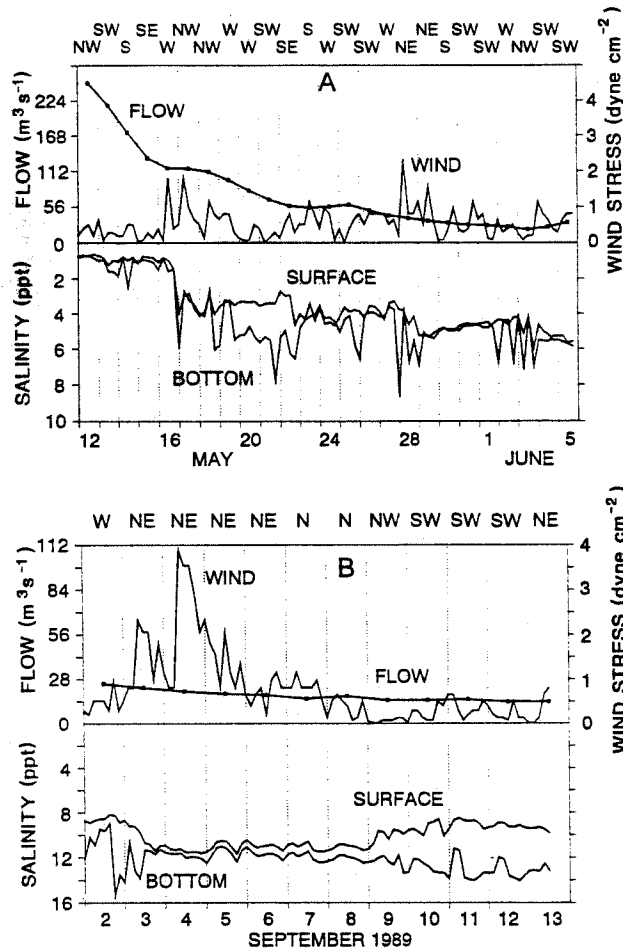 SW SE NE W W S SW W NE SW W SW
NW S W NW W SE W SW NE S SW NW SW
A
FLOW (m³ s⁻¹)
224
168
112
56
0
FLOW
WIND
WIND STRESS (dyne cm⁻²)
4
3
2
1
0
SALINITY (ppt)
2
4
6
8
10
SURFACE
BOTTOM
12 16 20 24 28 1 5
MAY JUNE
W NE NE NE NE N N NW SW SW SW NE
B
FLOW (m³ s⁻¹)
112
84
56
28
0
WIND
FLOW
WIND STRESS (dyne cm⁻²)
4
3
2
1
0
SALINITY (ppt)
4
8
12
16
SURFACE
BOTTOM
2 3 4 5 6 7 8 9 10 11 12 13
SEPTEMBER 1989